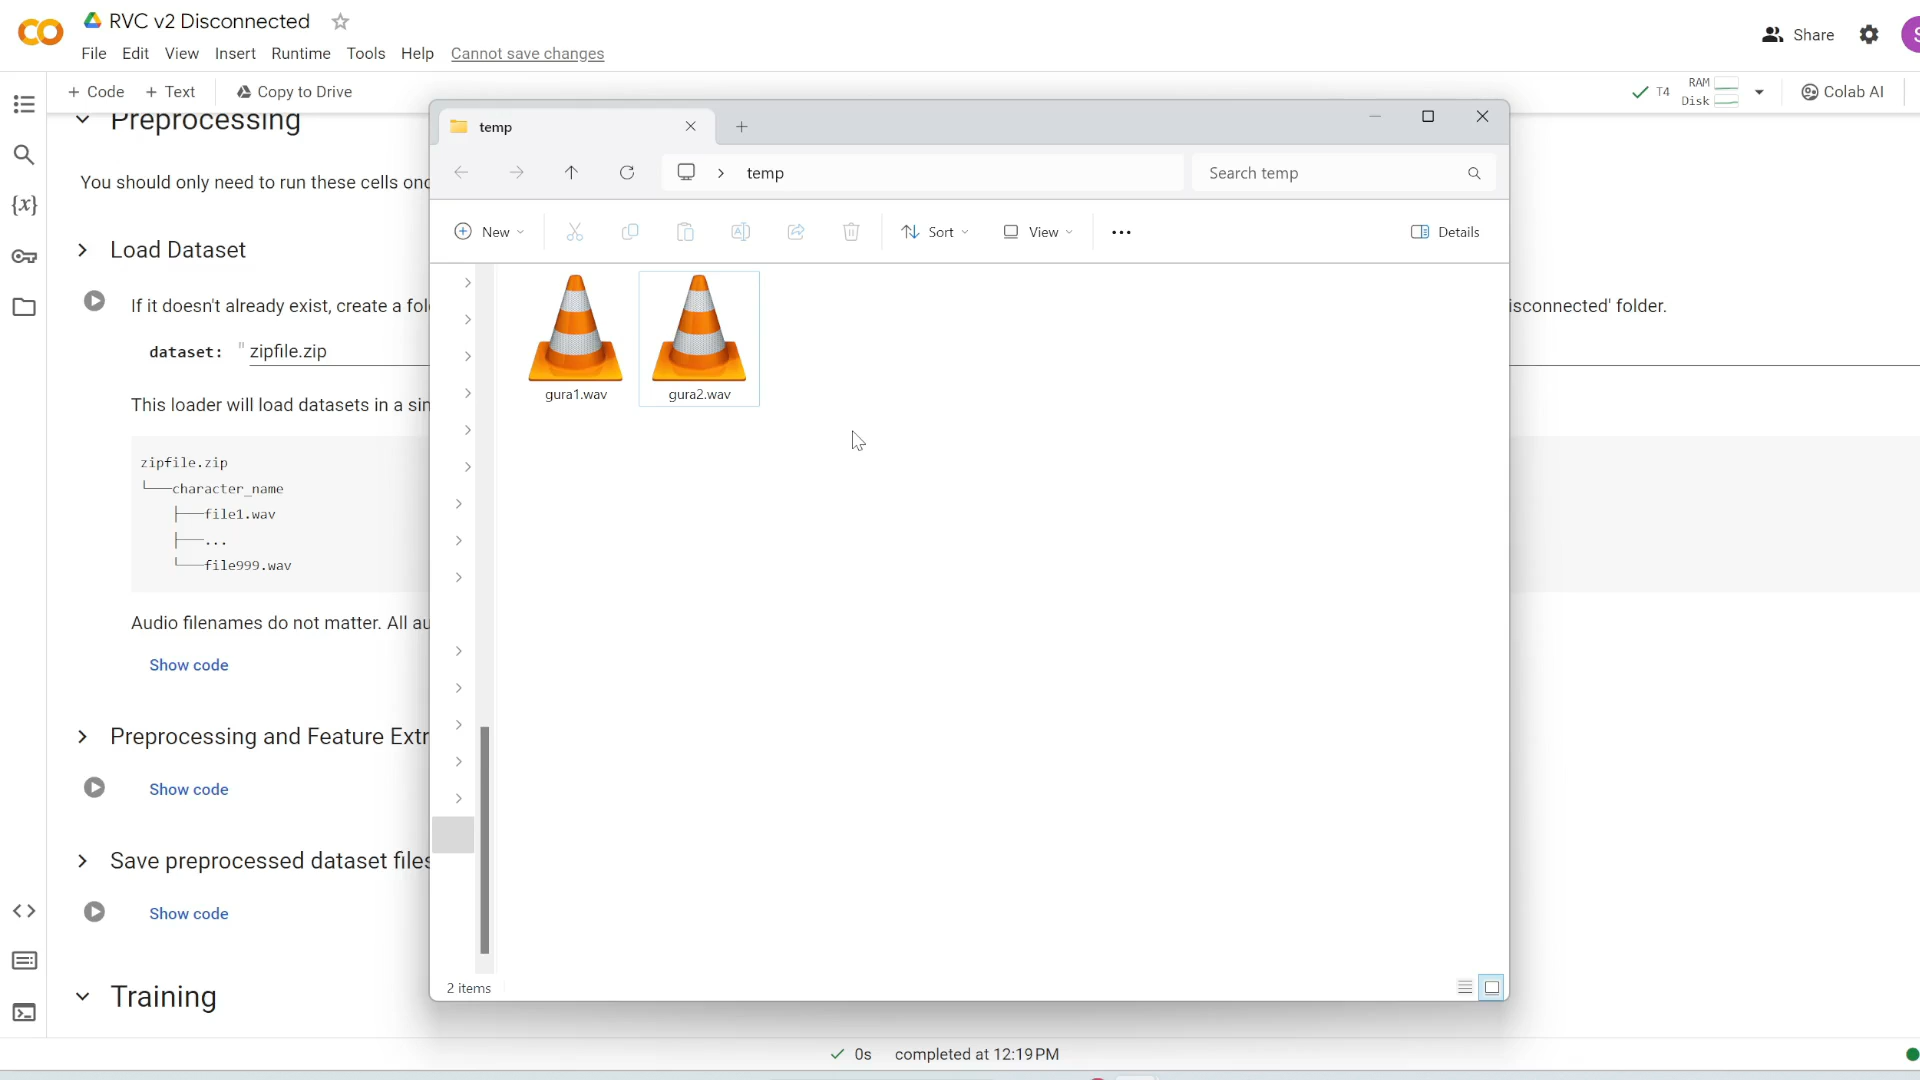 RVC v2 Disconnected
File Edit View Insert Runtime Tools Help Cannot save changes
Share
S
+ Code + Text Copy to Drive
T4 RAM Disk Colab AI
Preprocessing
You should only need to run these cells onc
Load Dataset
If it doesn't already exist, create a fol
isconnected' folder.
dataset: " zipfile.zip
This loader will load datasets in a sin
zipfile.zip
└──character_name
├──file1.wav
├──...
└──file999.wav
Audio filenames do not matter. All au
Show code
Preprocessing and Feature Extr
Show code
Save preprocessed dataset files
Show code
Training
0s completed at 12:19 PM
temp
> temp
Search temp
New Sort View ... Details
gura1.wav gura2.wav
2 items